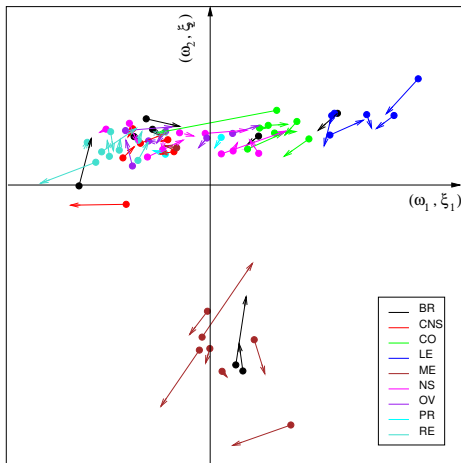 (ω₂ , ξ₂)
(ω₁ , ξ₁)
BR
CNS
CO
LE
ME
NS
OV
PR
RE